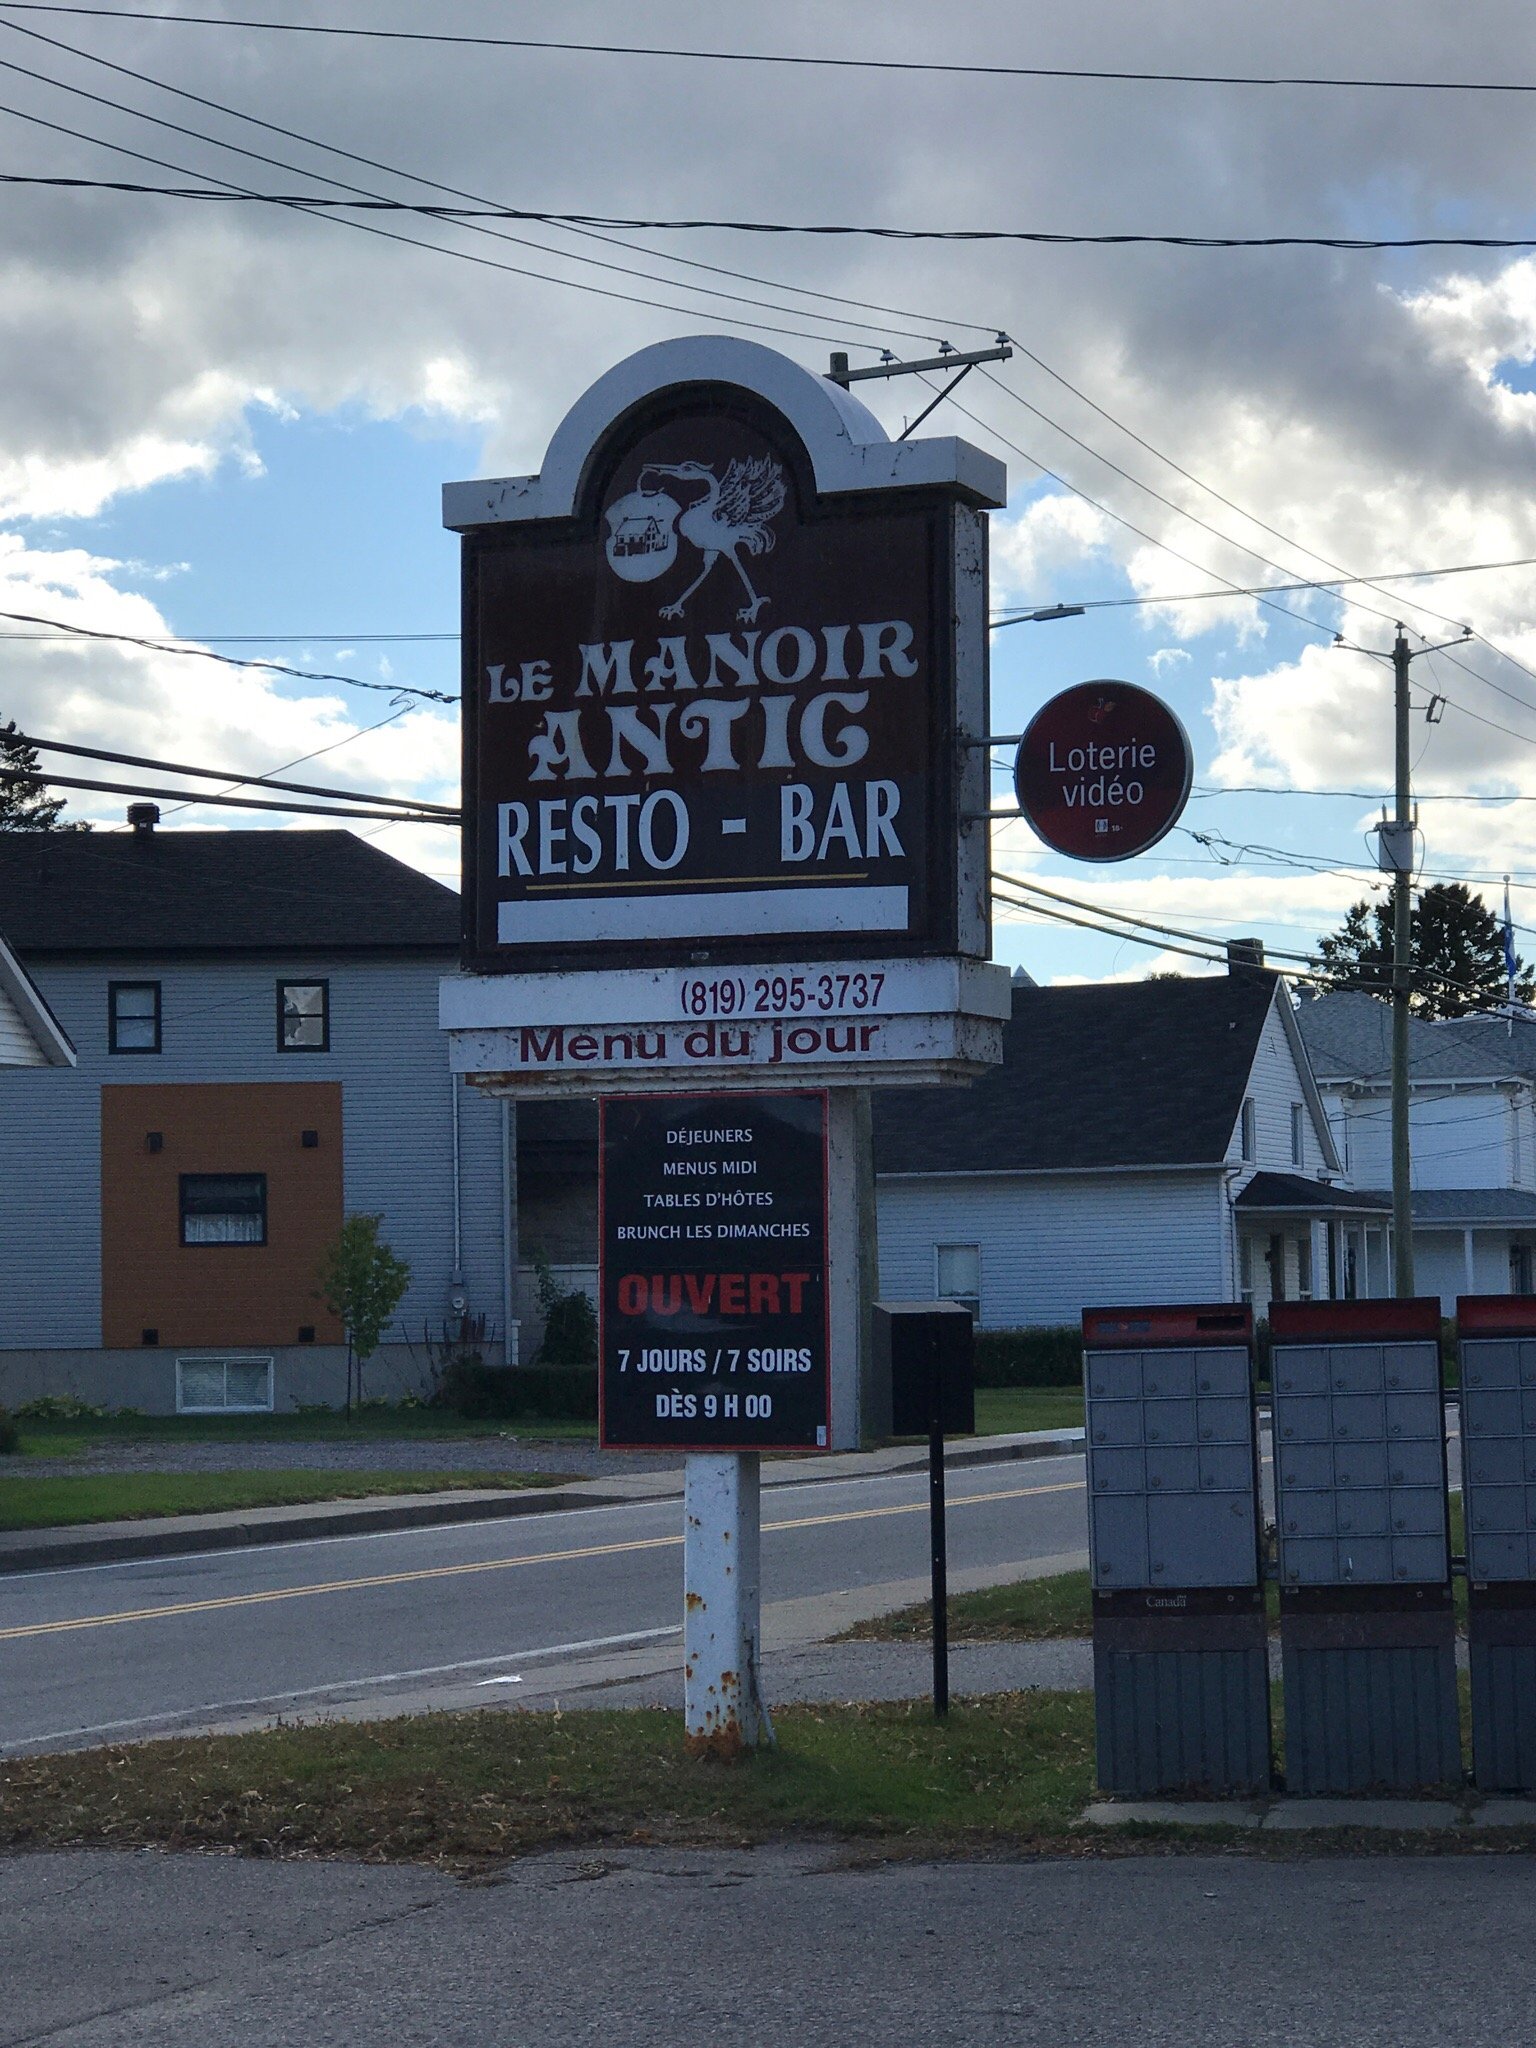 LE MANOIR
ANTIC
RESTO - BAR
Loterie
vidéo
18+
(819) 295-3737
Menu du jour
DÉJEUNERS
MENUS MIDI
TABLES D'HÔTES
BRUNCH LES DIMANCHES
OUVERT
7 JOURS / 7 SOIRS
DÈS 9 H 00
Canada